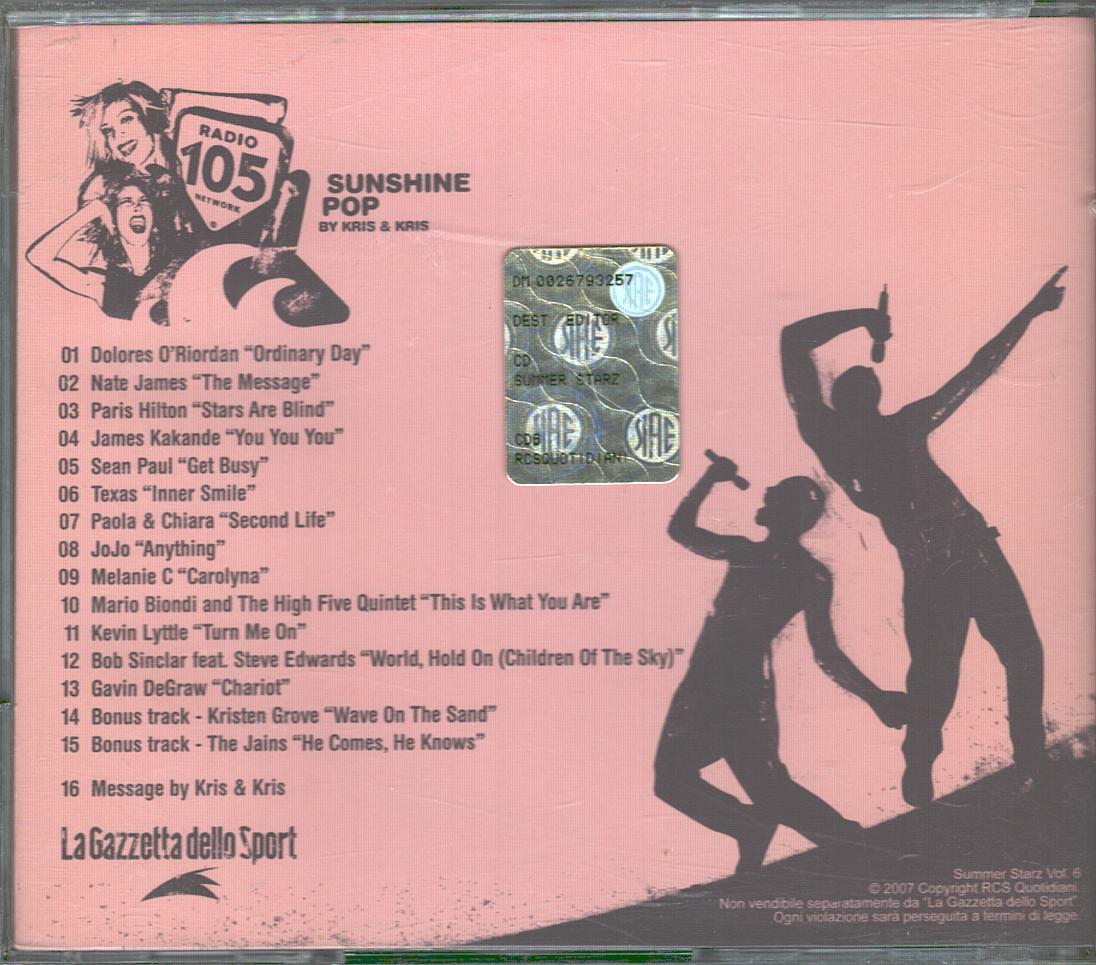 RADIO
105
NETWORK
®
SUNSHINE
POP
BY KRIS & KRIS
DM 0026793257
DEST EDITOR
CD
SUMMER STARZ
CD6
RCSQUOTIDIANI
SIAE
01 Dolores O'Riordan “Ordinary Day”
02 Nate James “The Message”
03 Paris Hilton “Stars Are Blind”
04 James Kakande “You You You”
05 Sean Paul “Get Busy”
06 Texas “Inner Smile”
07 Paola & Chiara “Second Life”
08 JoJo “Anything”
09 Melanie C “Carolyna”
10 Mario Biondi and The High Five Quintet “This Is What You Are”
11 Kevin Lyttle “Turn Me On”
12 Bob Sinclar feat. Steve Edwards “World, Hold On (Children Of The Sky)”
13 Gavin DeGraw “Chariot”
14 Bonus track - Kristen Grove “Wave On The Sand”
15 Bonus track - The Jains “He Comes, He Knows”
16 Message by Kris & Kris
La Gazzetta dello Sport
Summer Starz Vol. 6
© 2007 Copyright RCS Quotidiani.
Non vendibile separatamente da “La Gazzetta dello Sport”.
Ogni violazione sarà perseguita a termini di legge.